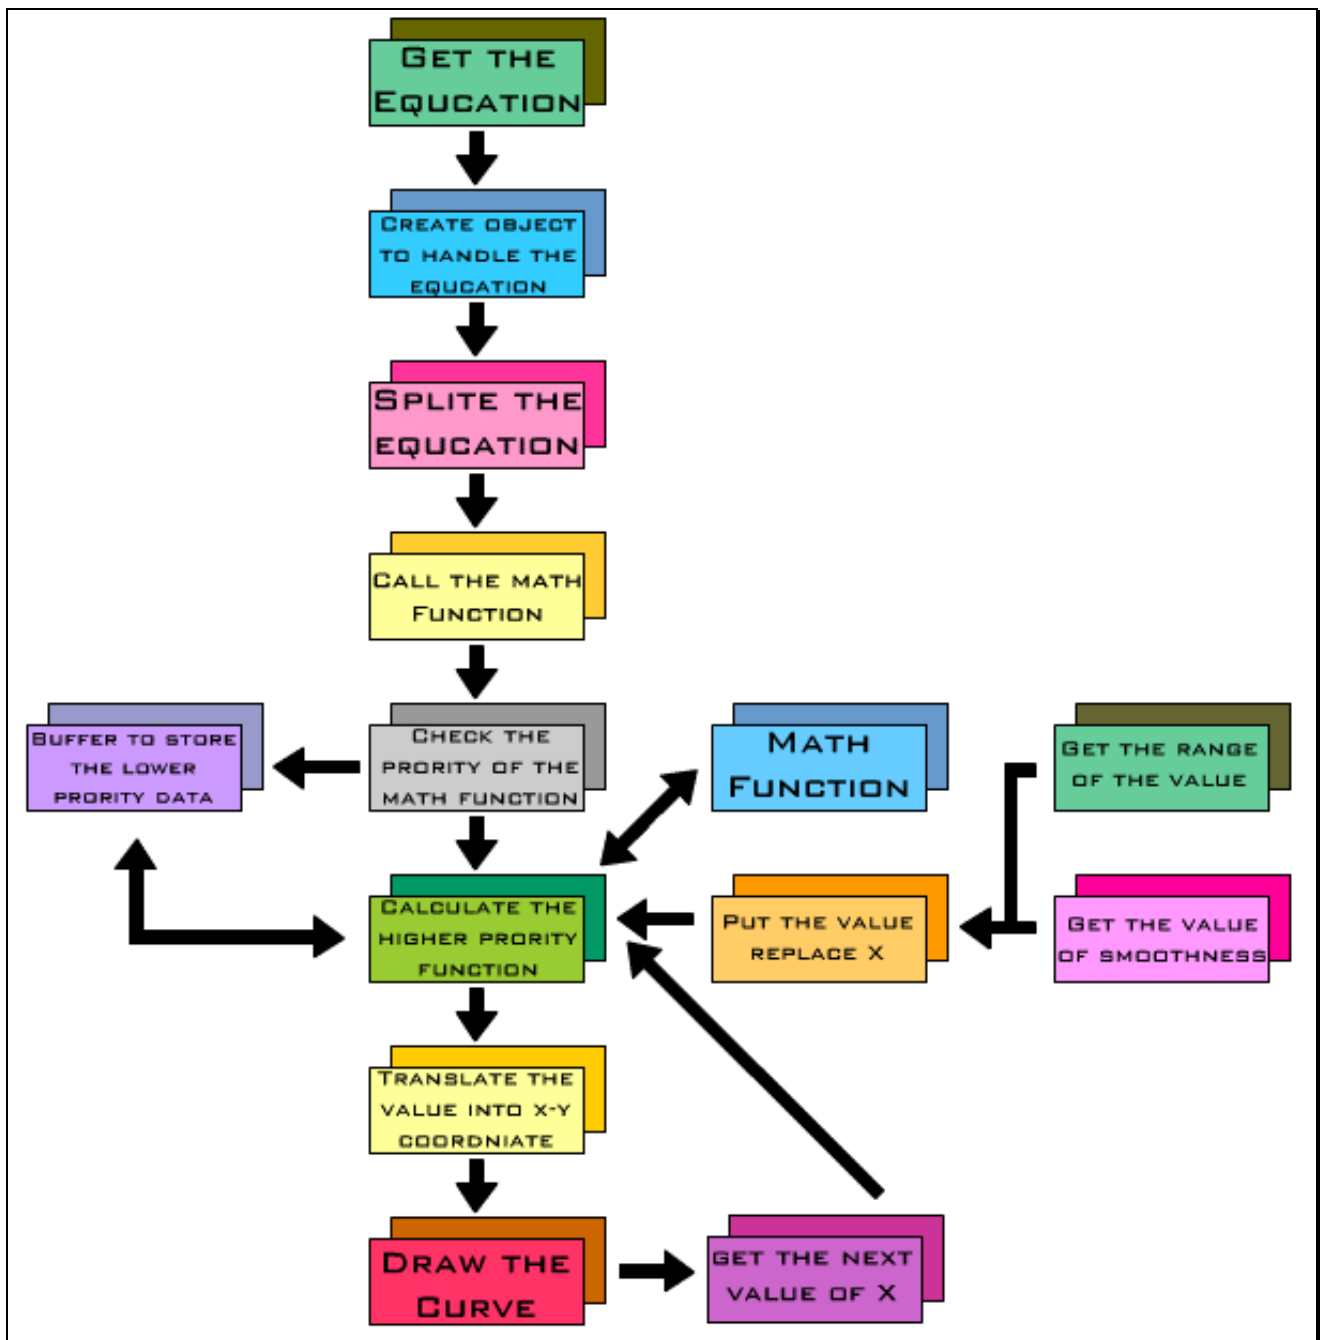 GET THE
EQUCATION
CREATE OBJECT
TO HANDLE THE
EQUCATION
SPLITE THE
EQUCATION
CALL THE MATH
FUNCTION
BUFFER TO STORE
THE LOWER
PRORITY DATA
CHECK THE
PRORITY OF THE
MATH FUNCTION
MATH
FUNCTION
GET THE RANGE
OF THE VALUE
CALCULATE THE
HIGHER PRORITY
FUNCTION
PUT THE VALUE
REPLACE X
GET THE VALUE
OF SMOOTHNESS
TRANSLATE THE
VALUE INTO X-Y
COORDNIATE
DRAW THE
CURVE
GET THE NEXT
VALUE OF X